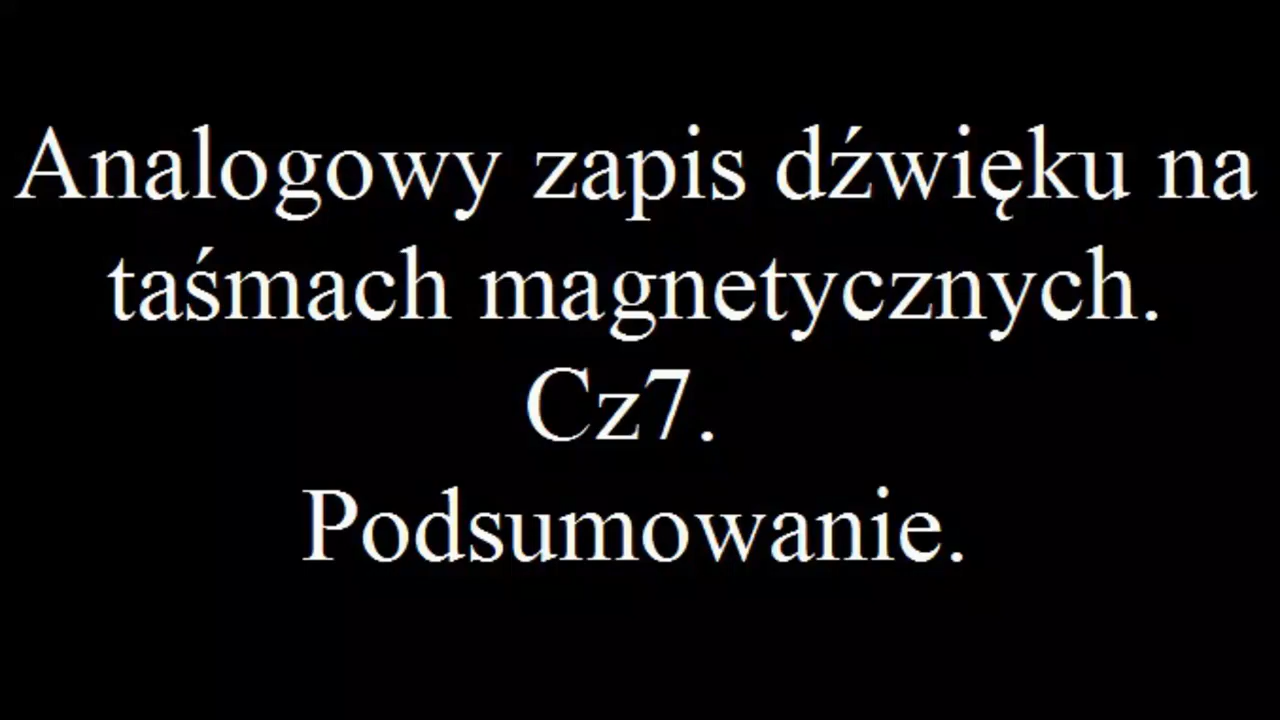 Analogowy zapis dźwięku na
taśmach magnetycznych.
Cz7.
Podsumowanie.